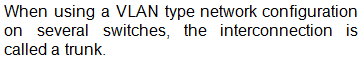 When using a VLAN type network configuration
on several switches, the interconnection is
called a trunk.